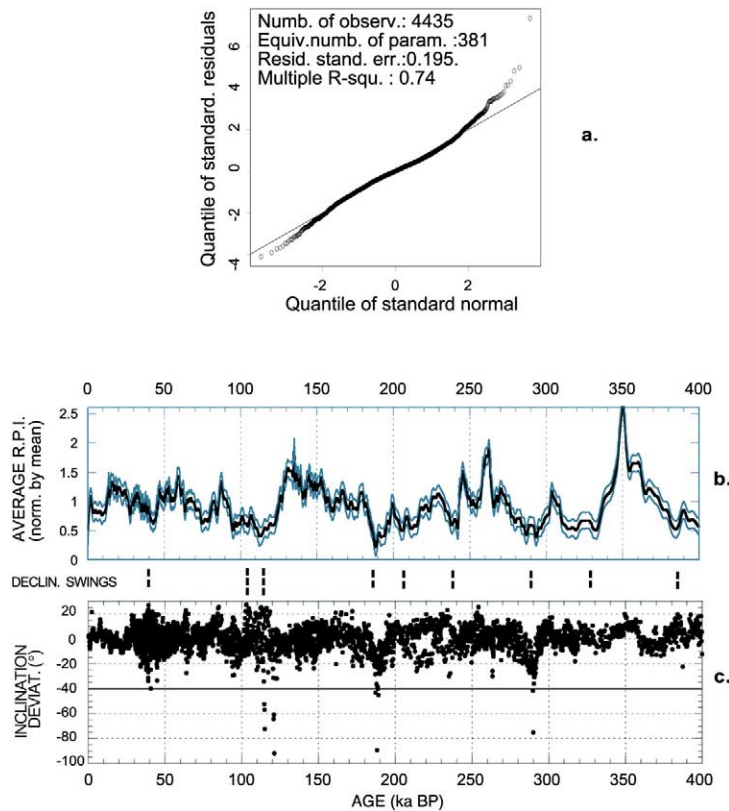 Numb. of observ.: 4435
Equiv.numb. of param. :381
Resid. stand. err.:0.195.
Multiple R-squ. : 0.74
Quantile of standard. residuals
6
4
2
0
-2
-4
-2 0 2
Quantile of standard normal
a.
0 50 100 150 200 250 300 350 400
AVERAGE R.P.I.
(norm. by mean)
2.5
2
1.5
1
0.5
0
b.
DECLIN. SWINGS
INCLINATION
DEVIAT. (°)
20
0
-20
-40
-60
-80
-100
c.
0 50 100 150 200 250 300 350 400
AGE (ka BP)